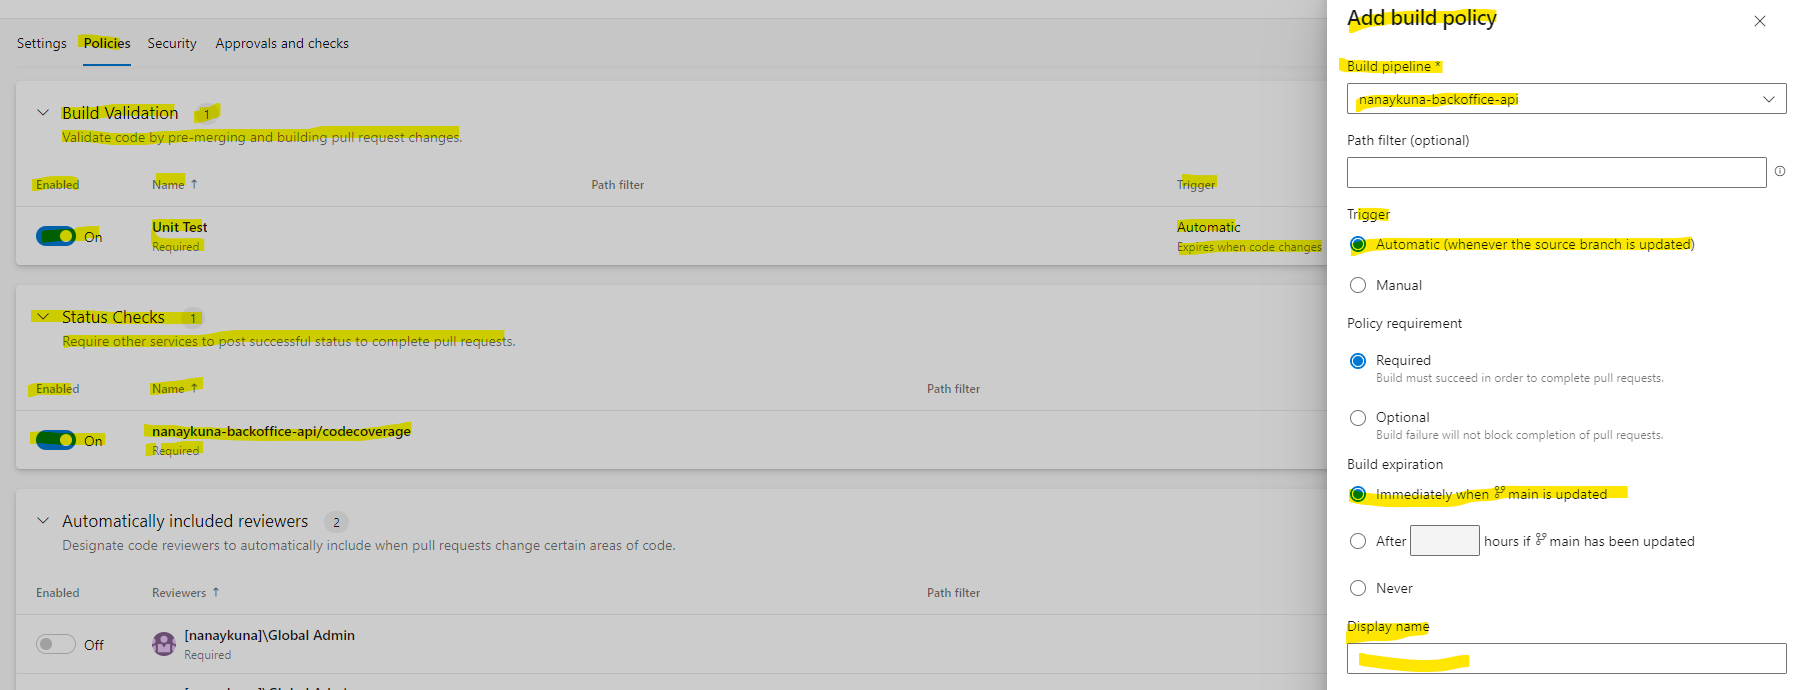 Settings Policies Security Approvals and checks
Build Validation 1
Validate code by pre-merging and building pull request changes.
Enabled Name ↑ Path filter Trigger
On Unit Test Automatic
Required Expires when code changes
Status Checks 1
Require other services to post successful status to complete pull requests.
Enabled Name ↑ Path filter
On nanaykuna-backoffice-api/codecoverage
Required
Automatically included reviewers 2
Designate code reviewers to automatically include when pull requests change certain areas of code.
Enabled Reviewers ↑ Path filter
Off [nanaykuna]\Global Admin
Required
Add build policy
Build pipeline *
nanaykuna-backoffice-api
Path filter (optional)
Trigger
Automatic (whenever the source branch is updated)
Manual
Policy requirement
Required
Build must succeed in order to complete pull requests.
Optional
Build failure will not block completion of pull requests.
Build expiration
Immediately when main is updated
After hours if main has been updated
Never
Display name